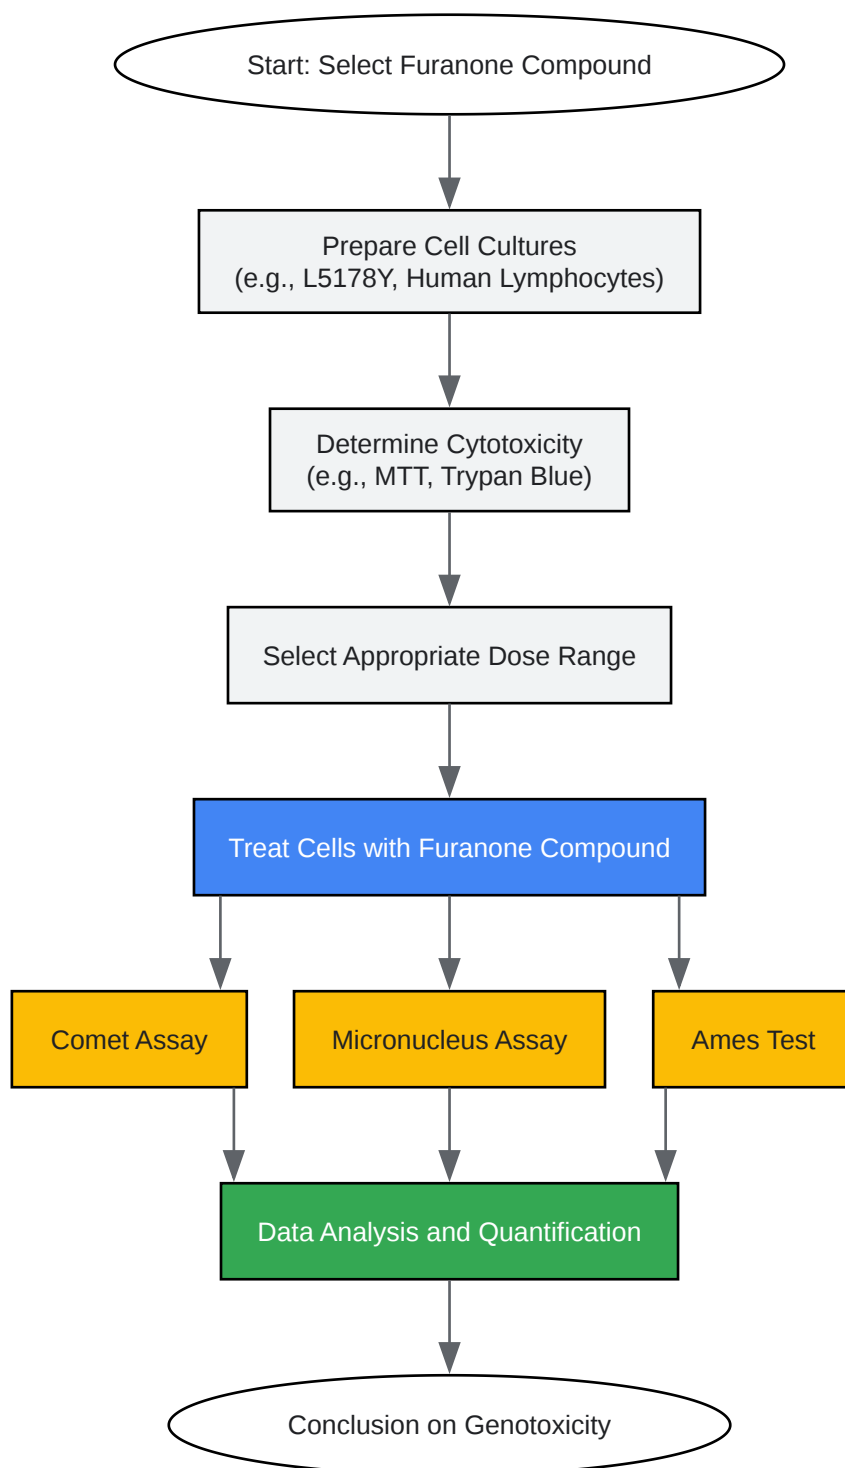 Start: Select Furanone Compound
Prepare Cell Cultures
(e.g., L5178Y, Human Lymphocytes)
Determine Cytotoxicity
(e.g., MTT, Trypan Blue)
Select Appropriate Dose Range
Treat Cells with Furanone Compound
Comet Assay
Micronucleus Assay
Ames Test
Data Analysis and Quantification
Conclusion on Genotoxicity